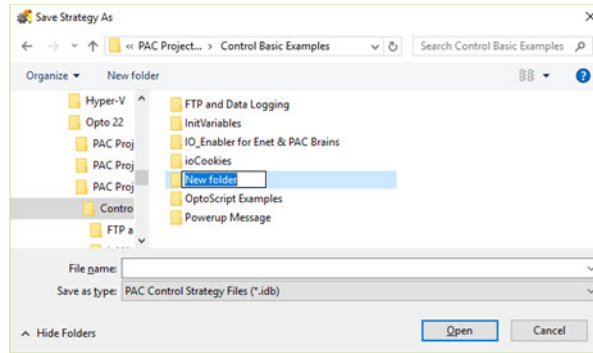 Save Strategy As
« PAC Project... › Control Basic Examples
Search Control Basic Examples
Organize
New folder
Hyper-V
Opto 22
PAC Proj
PAC Proj
PAC Proj
Contro
FTP a
FTP and Data Logging
InitVariables
IO_Enabler for Enet & PAC Brains
ioCookies
New folder
OptoScript Examples
Powerup Message
File name:
Save as type: PAC Control Strategy Files (*.idb)
Hide Folders
Open
Cancel